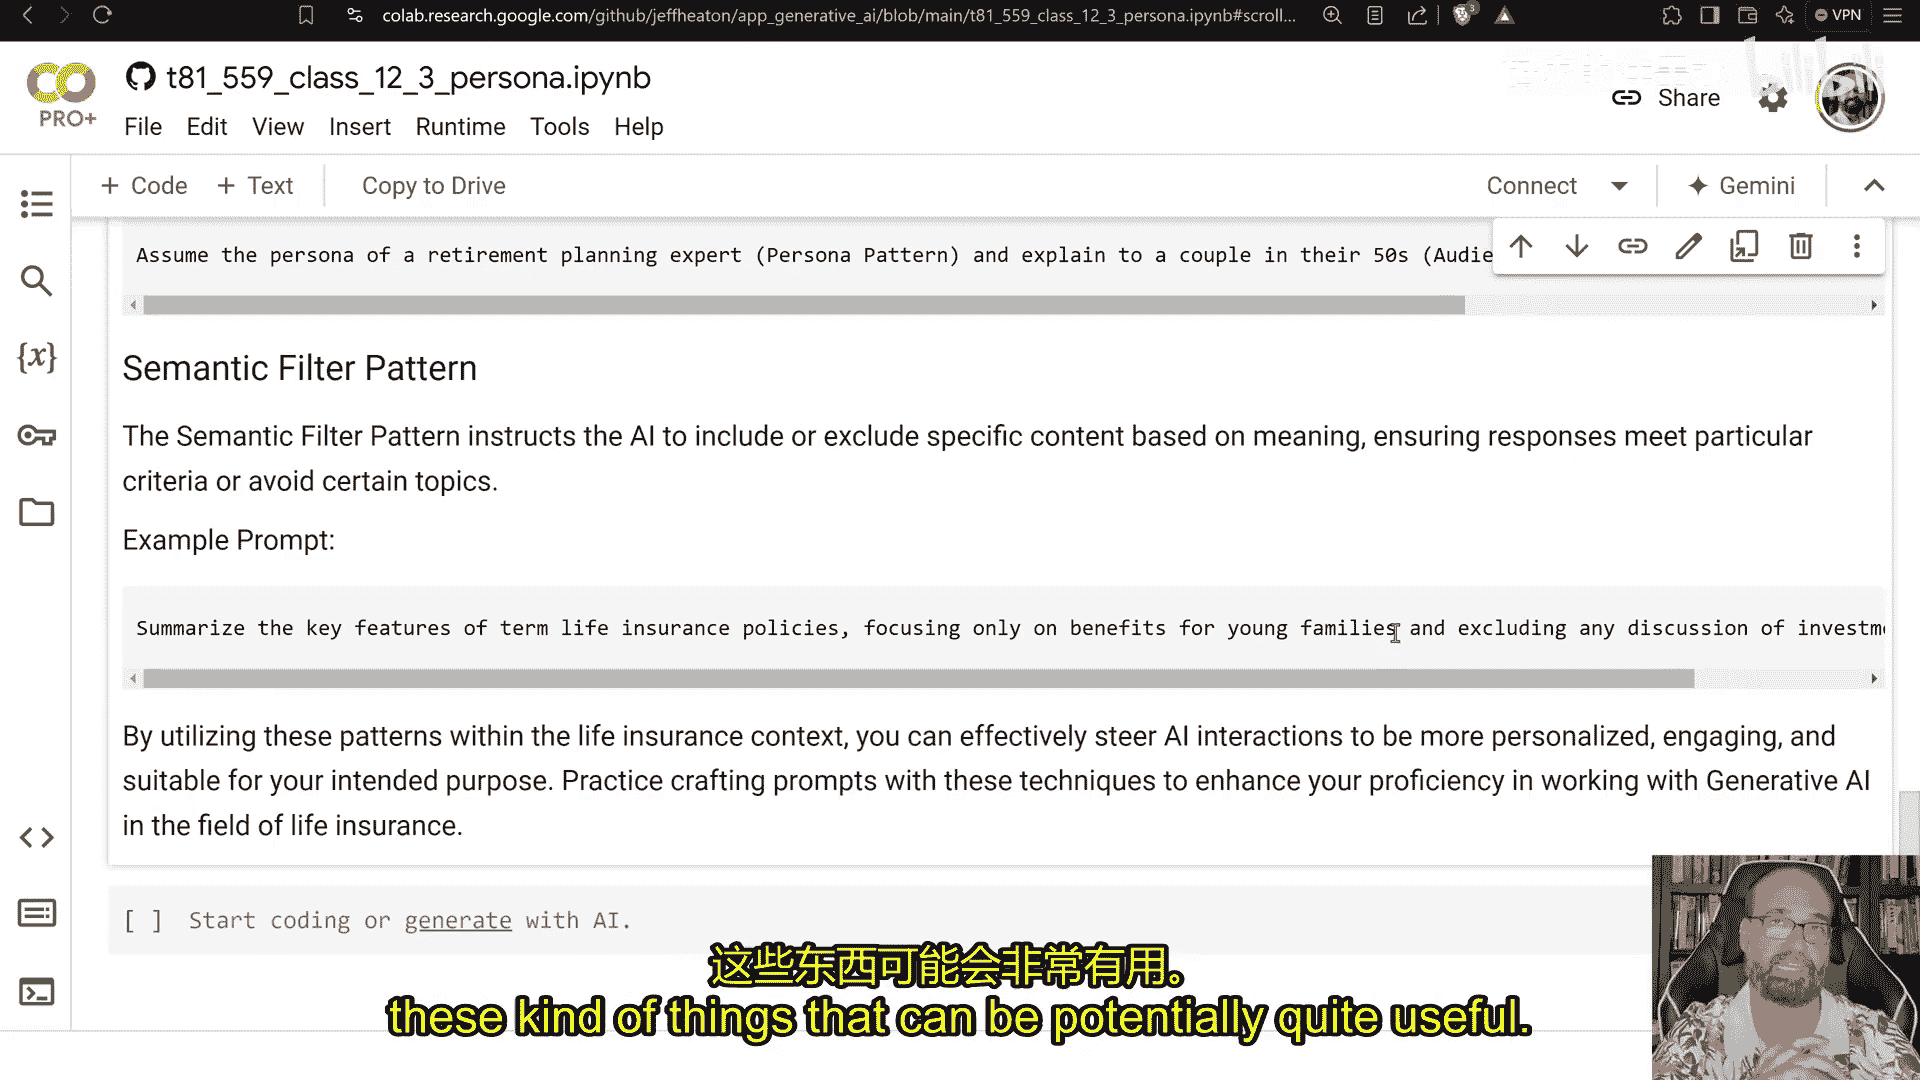 colab.research.google.com/github/jeffheaton/app_generative_ai/blob/main/t81_559_class_12_3_persona.ipynb#scroll...
3
VPN
PRO+
t81_559_class_12_3_persona.ipynb
File Edit View Insert Runtime Tools Help
Share
bilibili
+ Code + Text Copy to Drive
Connect Gemini
Assume the persona of a retirement planning expert (Persona Pattern) and explain to a couple in their 50s (Audie
Semantic Filter Pattern
The Semantic Filter Pattern instructs the AI to include or exclude specific content based on meaning, ensuring responses meet particular
criteria or avoid certain topics.
Example Prompt:
Summarize the key features of term life insurance policies, focusing only on benefits for young families and excluding any discussion of investm
By utilizing these patterns within the life insurance context, you can effectively steer AI interactions to be more personalized, engaging, and
suitable for your intended purpose. Practice crafting prompts with these techniques to enhance your proficiency in working with Generative AI
in the field of life insurance.
[ ] Start coding or generate with AI.
这些东西可能会非常有用。
these kind of things that can be potentially quite useful.